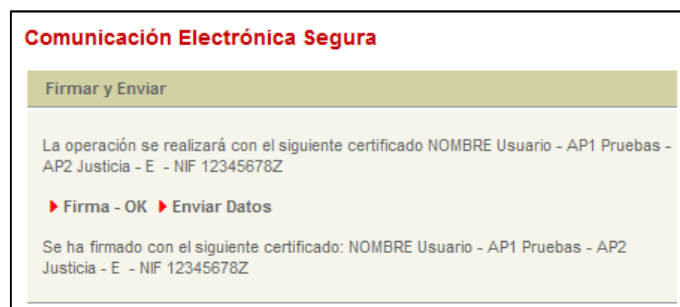 Comunicación Electrónica Segura
Firmar y Enviar
La operación se realizará con el siguiente certificado NOMBRE Usuario - AP1 Pruebas -
AP2 Justicia - E - NIF 12345678Z
Firma - OK Enviar Datos
Se ha firmado con el siguiente certificado: NOMBRE Usuario - AP1 Pruebas - AP2
Justicia - E - NIF 12345678Z